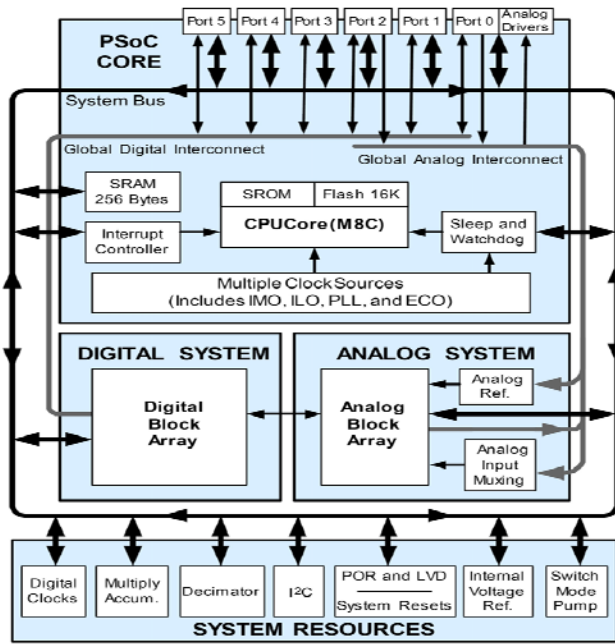 Port 5 Port 4 Port 3 Port 2 Port 1 Port 0 Analog
Drivers
PSoC
CORE
System Bus
Global Digital Interconnect
Global Analog Interconnect
SRAM
256 Bytes
SROM Flash 16K
CPUCore (M8C)
Interrupt
Controller
Sleep and
Watchdog
Multiple Clock Sources
(Includes IMO, ILO, PLL, and ECO)
DIGITAL SYSTEM
Digital
Block
Array
ANALOG SYSTEM
Analog
Block
Array
Analog
Ref.
Analog
Input
Muxing
Digital
Clocks
Multiply
Accum.
Decimator
I²C
POR and LVD
System Resets
Internal
Voltage
Ref.
Switch
Mode
Pump
SYSTEM RESOURCES